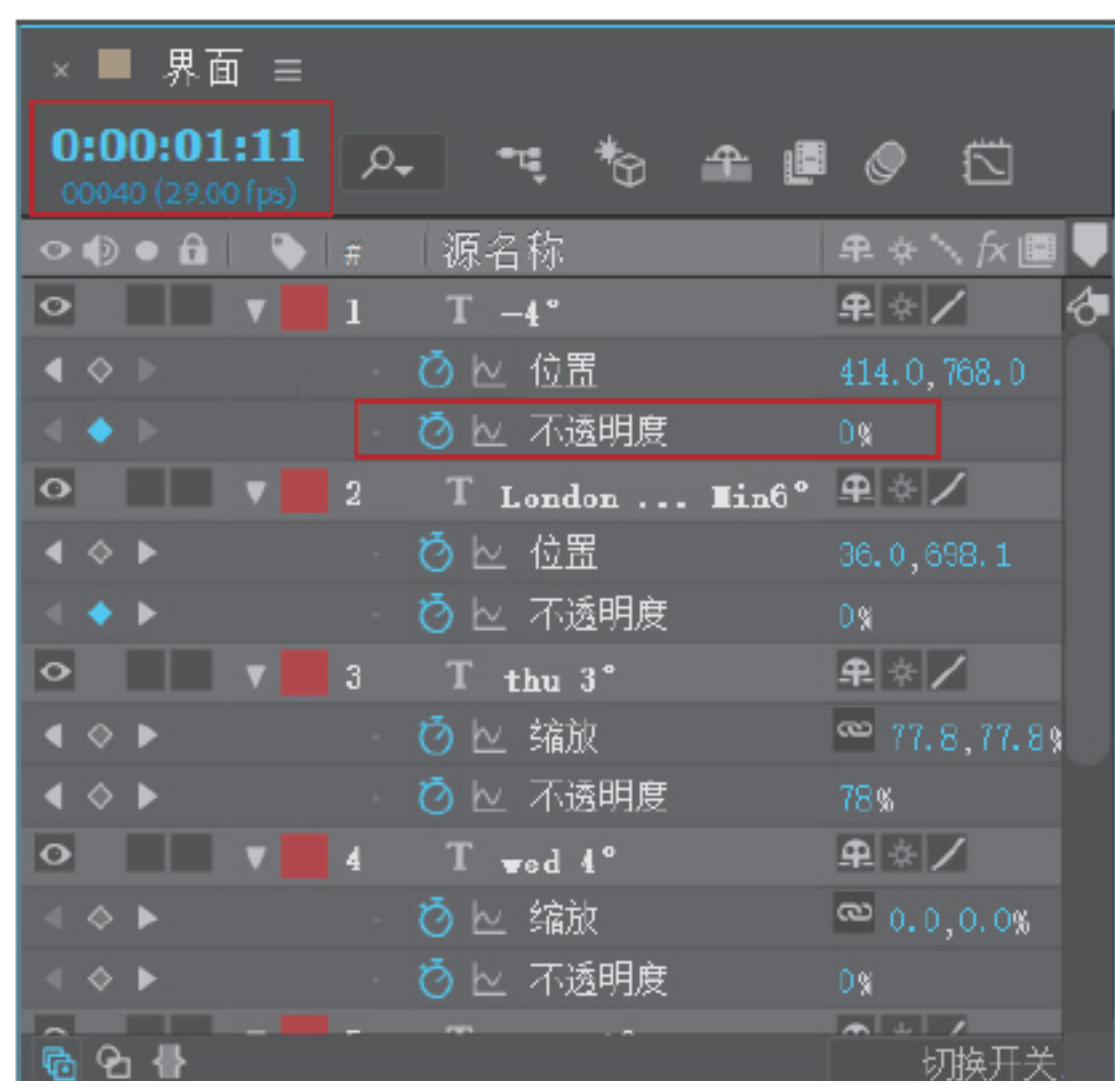 × 界面 ≡
0:00:01:11
00040 (29.00 fps)
# 源名称 fx
1 T -4°
位置 414.0,768.0
不透明度 0%
2 T London ... Min6°
位置 36.0,698.1
不透明度 0%
3 T thu 3°
缩放 77.8,77.8%
不透明度 78%
4 T wed 4°
缩放 0.0,0.0%
不透明度 0%
切换开关